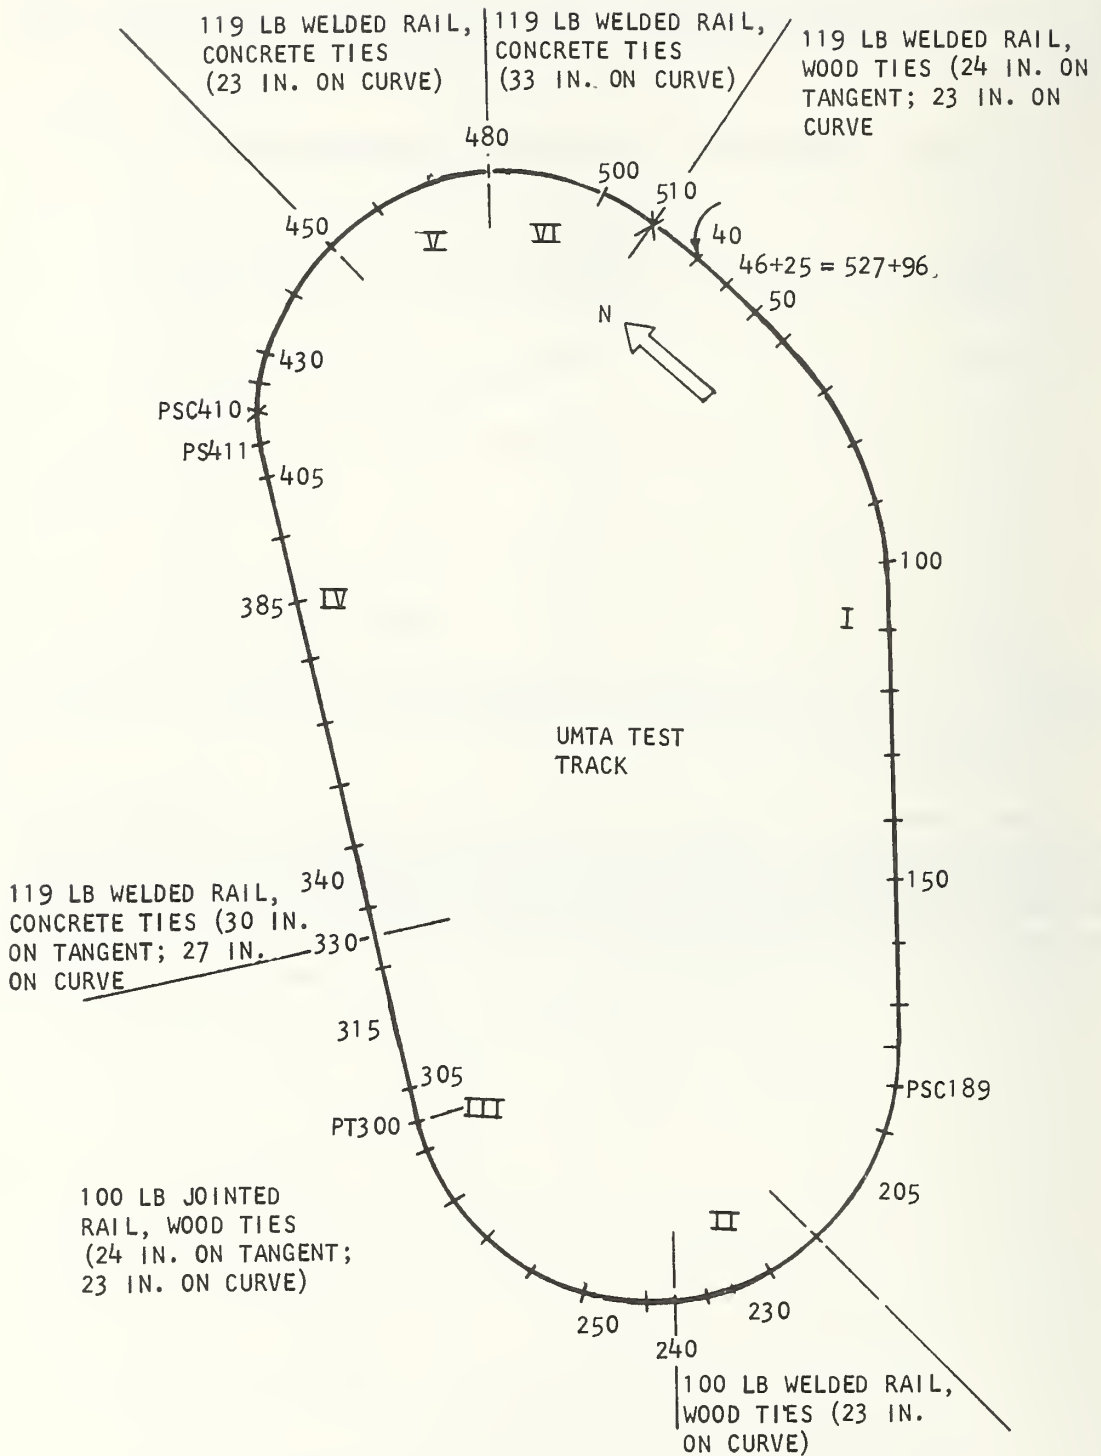 119 LB WELDED RAIL,
CONCRETE TIES
(23 IN. ON CURVE)
119 LB WELDED RAIL,
CONCRETE TIES
(33 IN. ON CURVE)
119 LB WELDED RAIL,
WOOD TIES (24 IN. ON
TANGENT; 23 IN. ON
CURVE
480
500
510
450
V
VI
40
46+25 = 527+96
50
N
430
PSC410
PS411
405
100
385
IV
I
UMTA TEST
TRACK
340
150
119 LB WELDED RAIL,
CONCRETE TIES (30 IN.
ON TANGENT; 27 IN.
ON CURVE
330
315
305
PSC189
III
PT300
205
100 LB JOINTED
RAIL, WOOD TIES
(24 IN. ON TANGENT;
23 IN. ON CURVE)
II
250
230
240
100 LB WELDED RAIL,
WOOD TIES (23 IN.
ON CURVE)